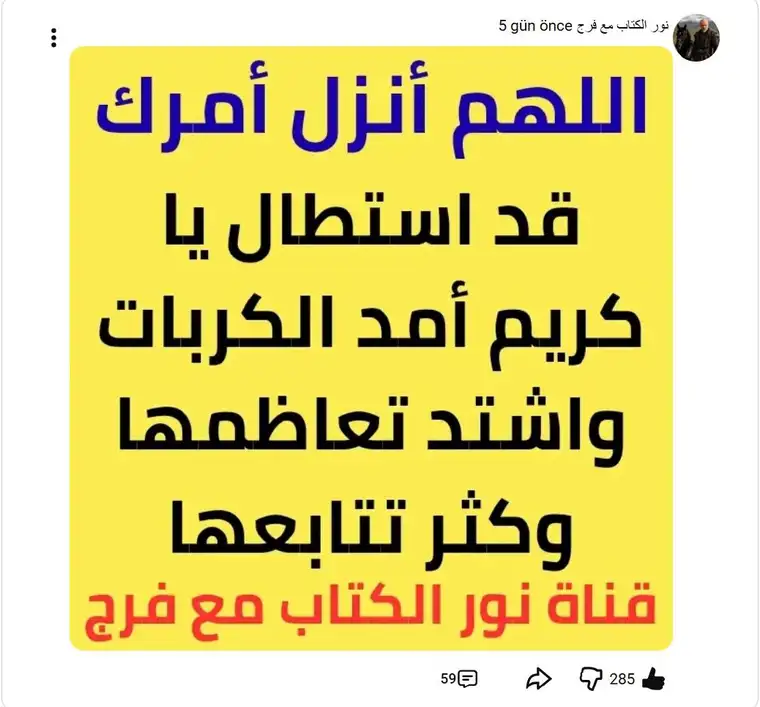 نور الكتاب مع فرج 5 gün önce
اللهم أنزل أمرك
قد استطال يا
كريم أمد الكربات
واشتد تعاظمها
وكثر تتابعها
قناة نور الكتاب مع فرج
285
59